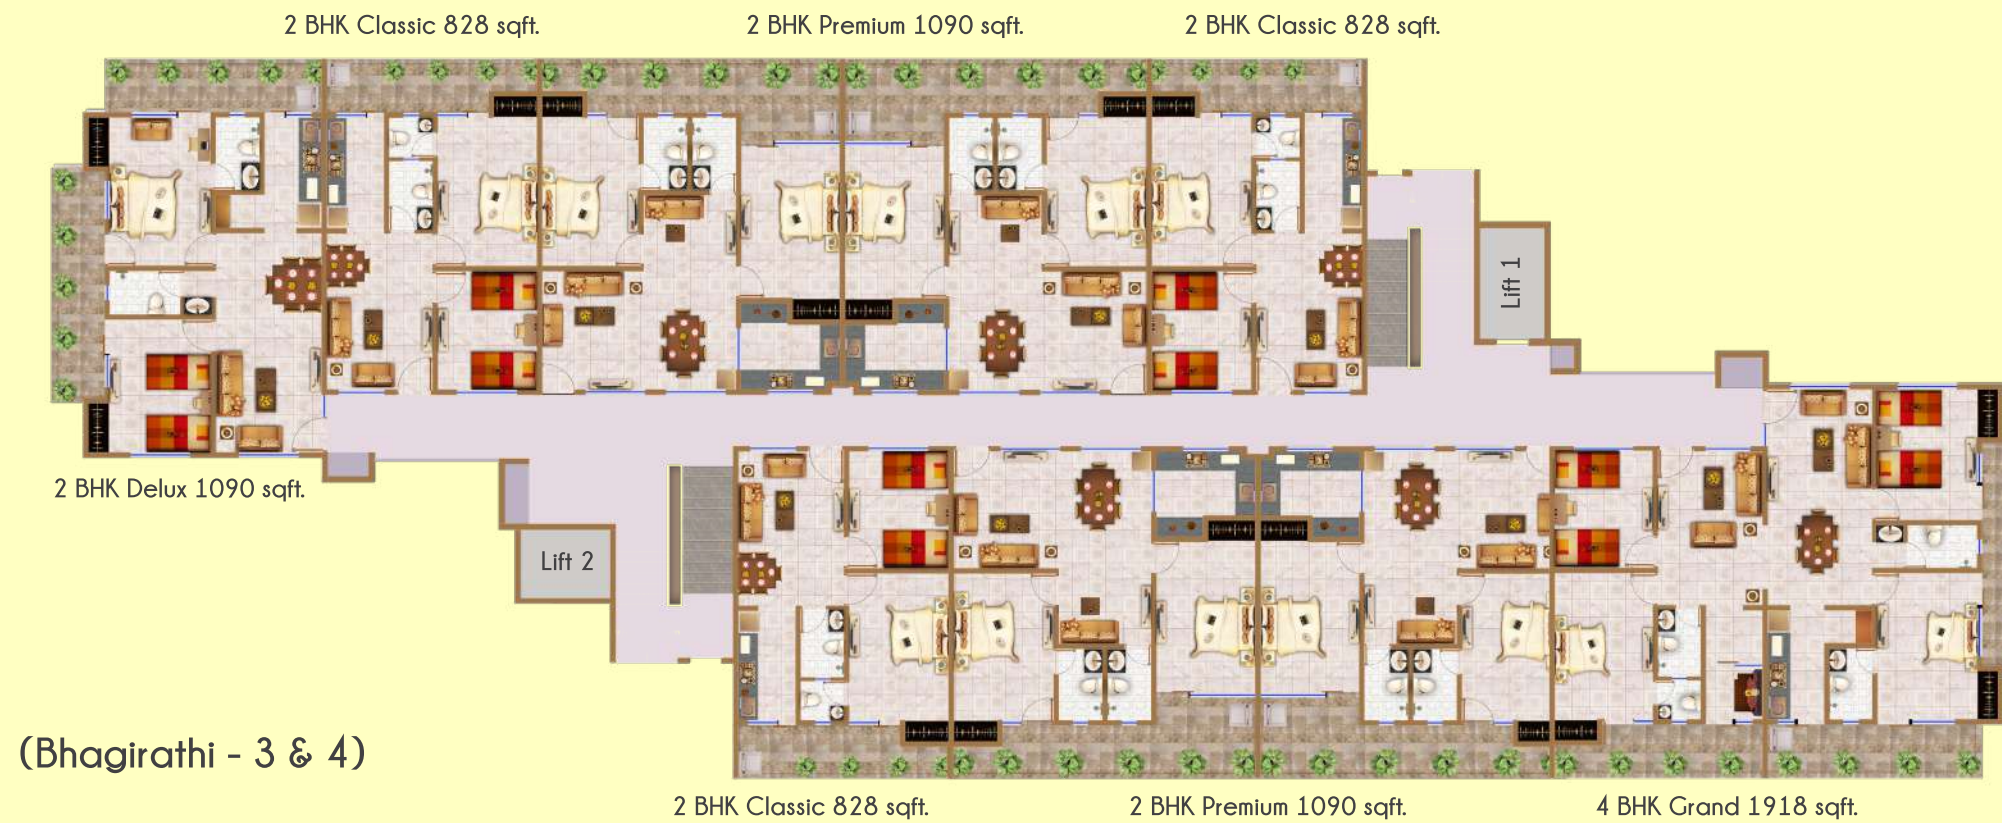 2 BHK Classic 828 sqft.
2 BHK Premium 1090 sqft.
2 BHK Classic 828 sqft.
Lift 1
2 BHK Delux 1090 sqft.
Lift 2
(Bhagirathi - 3 & 4)
2 BHK Classic 828 sqft.
2 BHK Premium 1090 sqft.
4 BHK Grand 1918 sqft.